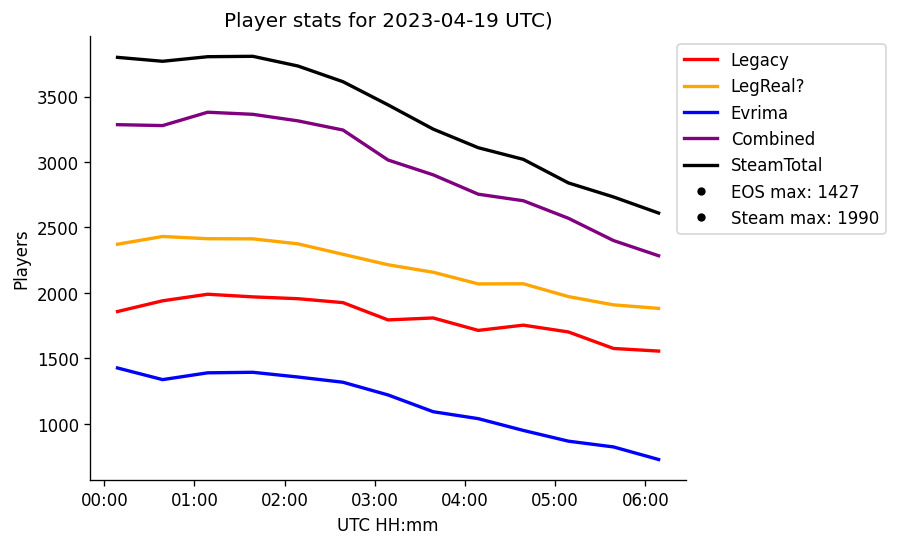 Player stats for 2023-04-19 UTC)
Legacy
LegReal?
Evrima
Combined
SteamTotal
EOS max: 1427
Steam max: 1990
Players
3500
3000
2500
2000
1500
1000
00:00 01:00 02:00 03:00 04:00 05:00 06:00
UTC HH:mm